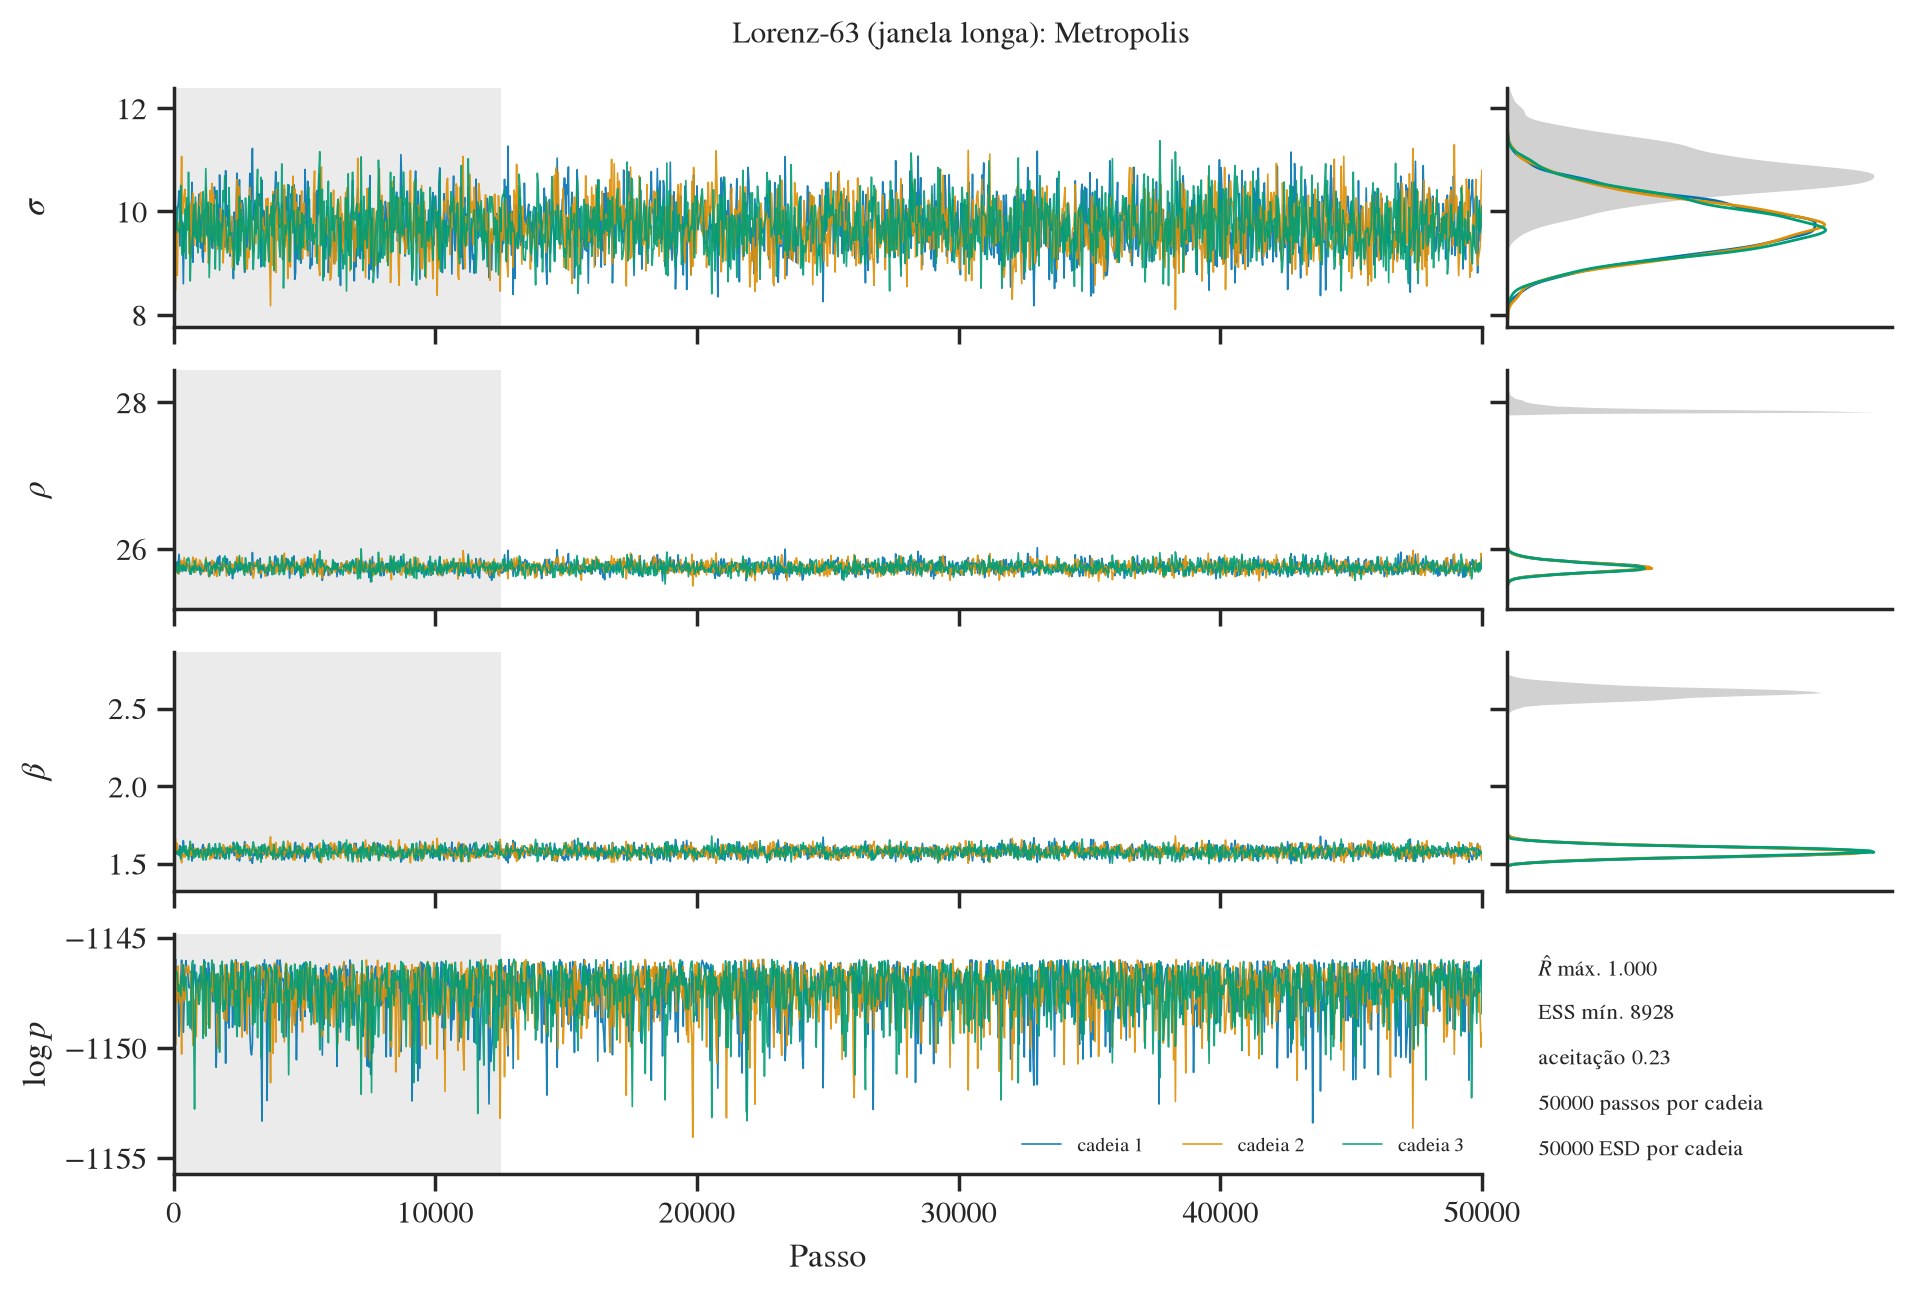 Lorenz-63 (janela longa): Metropolis
12
10
8
σ
28
26
ρ
2.5
2.0
1.5
β
−1145
−1150
−1155
log p
cadeia 1 cadeia 2 cadeia 3
R̂ máx. 1.000
ESS mín. 8928
aceitação 0.23
50000 passos por cadeia
50000 ESD por cadeia
0 10000 20000 30000 40000 50000
Passo